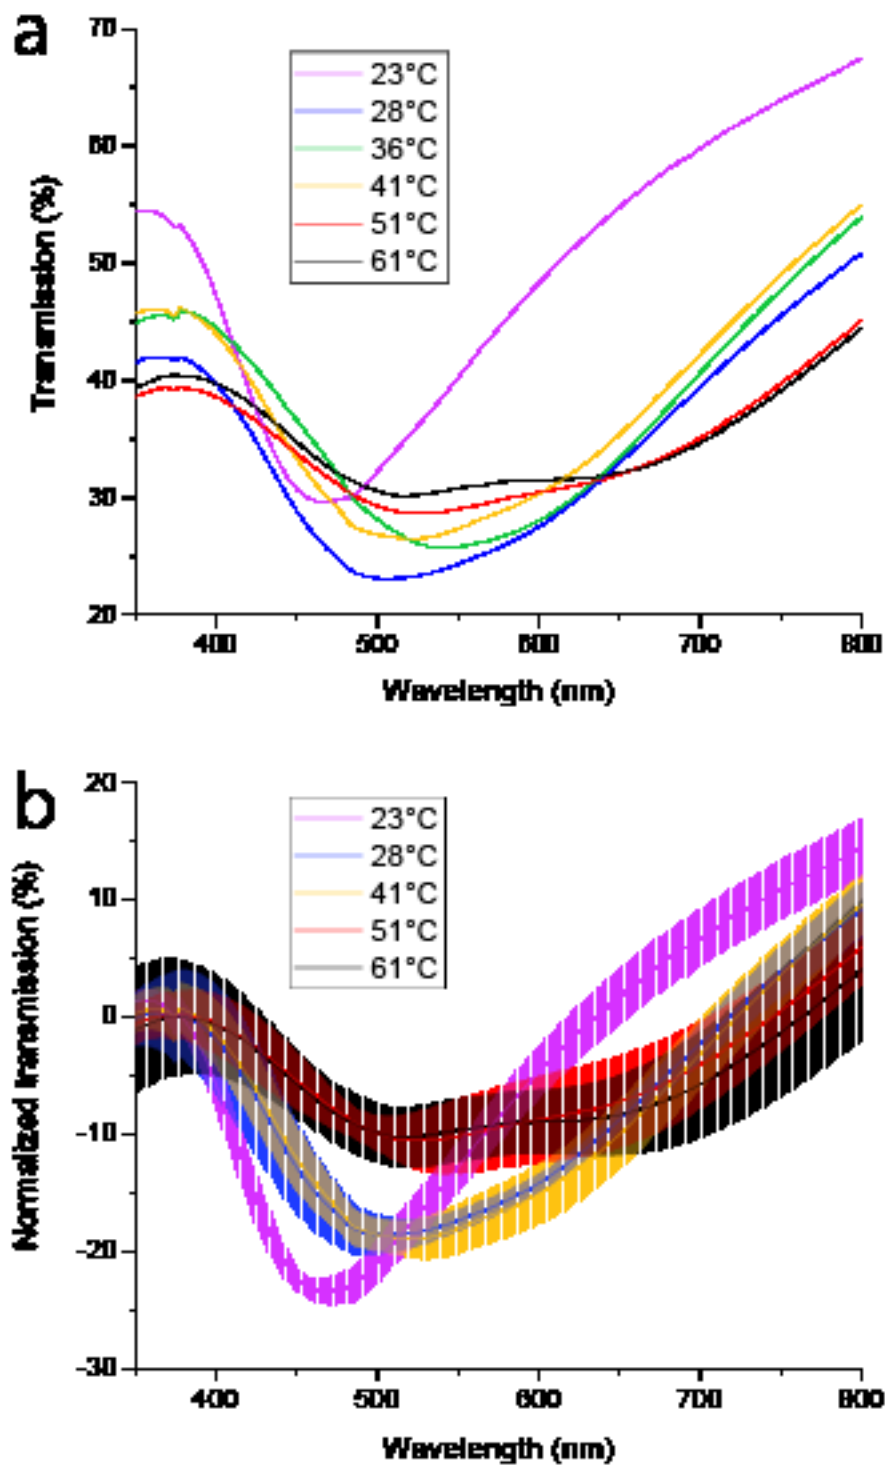 a
70
60
50
40
30
20
Transmission (%)
23°C
28°C
36°C
41°C
51°C
61°C
400
500
600
700
800
Wavelength (nm)
b
20
10
0
-10
-20
-30
Normalized transmission (%)
23°C
28°C
41°C
51°C
61°C
400
500
600
700
800
Wavelength (nm)